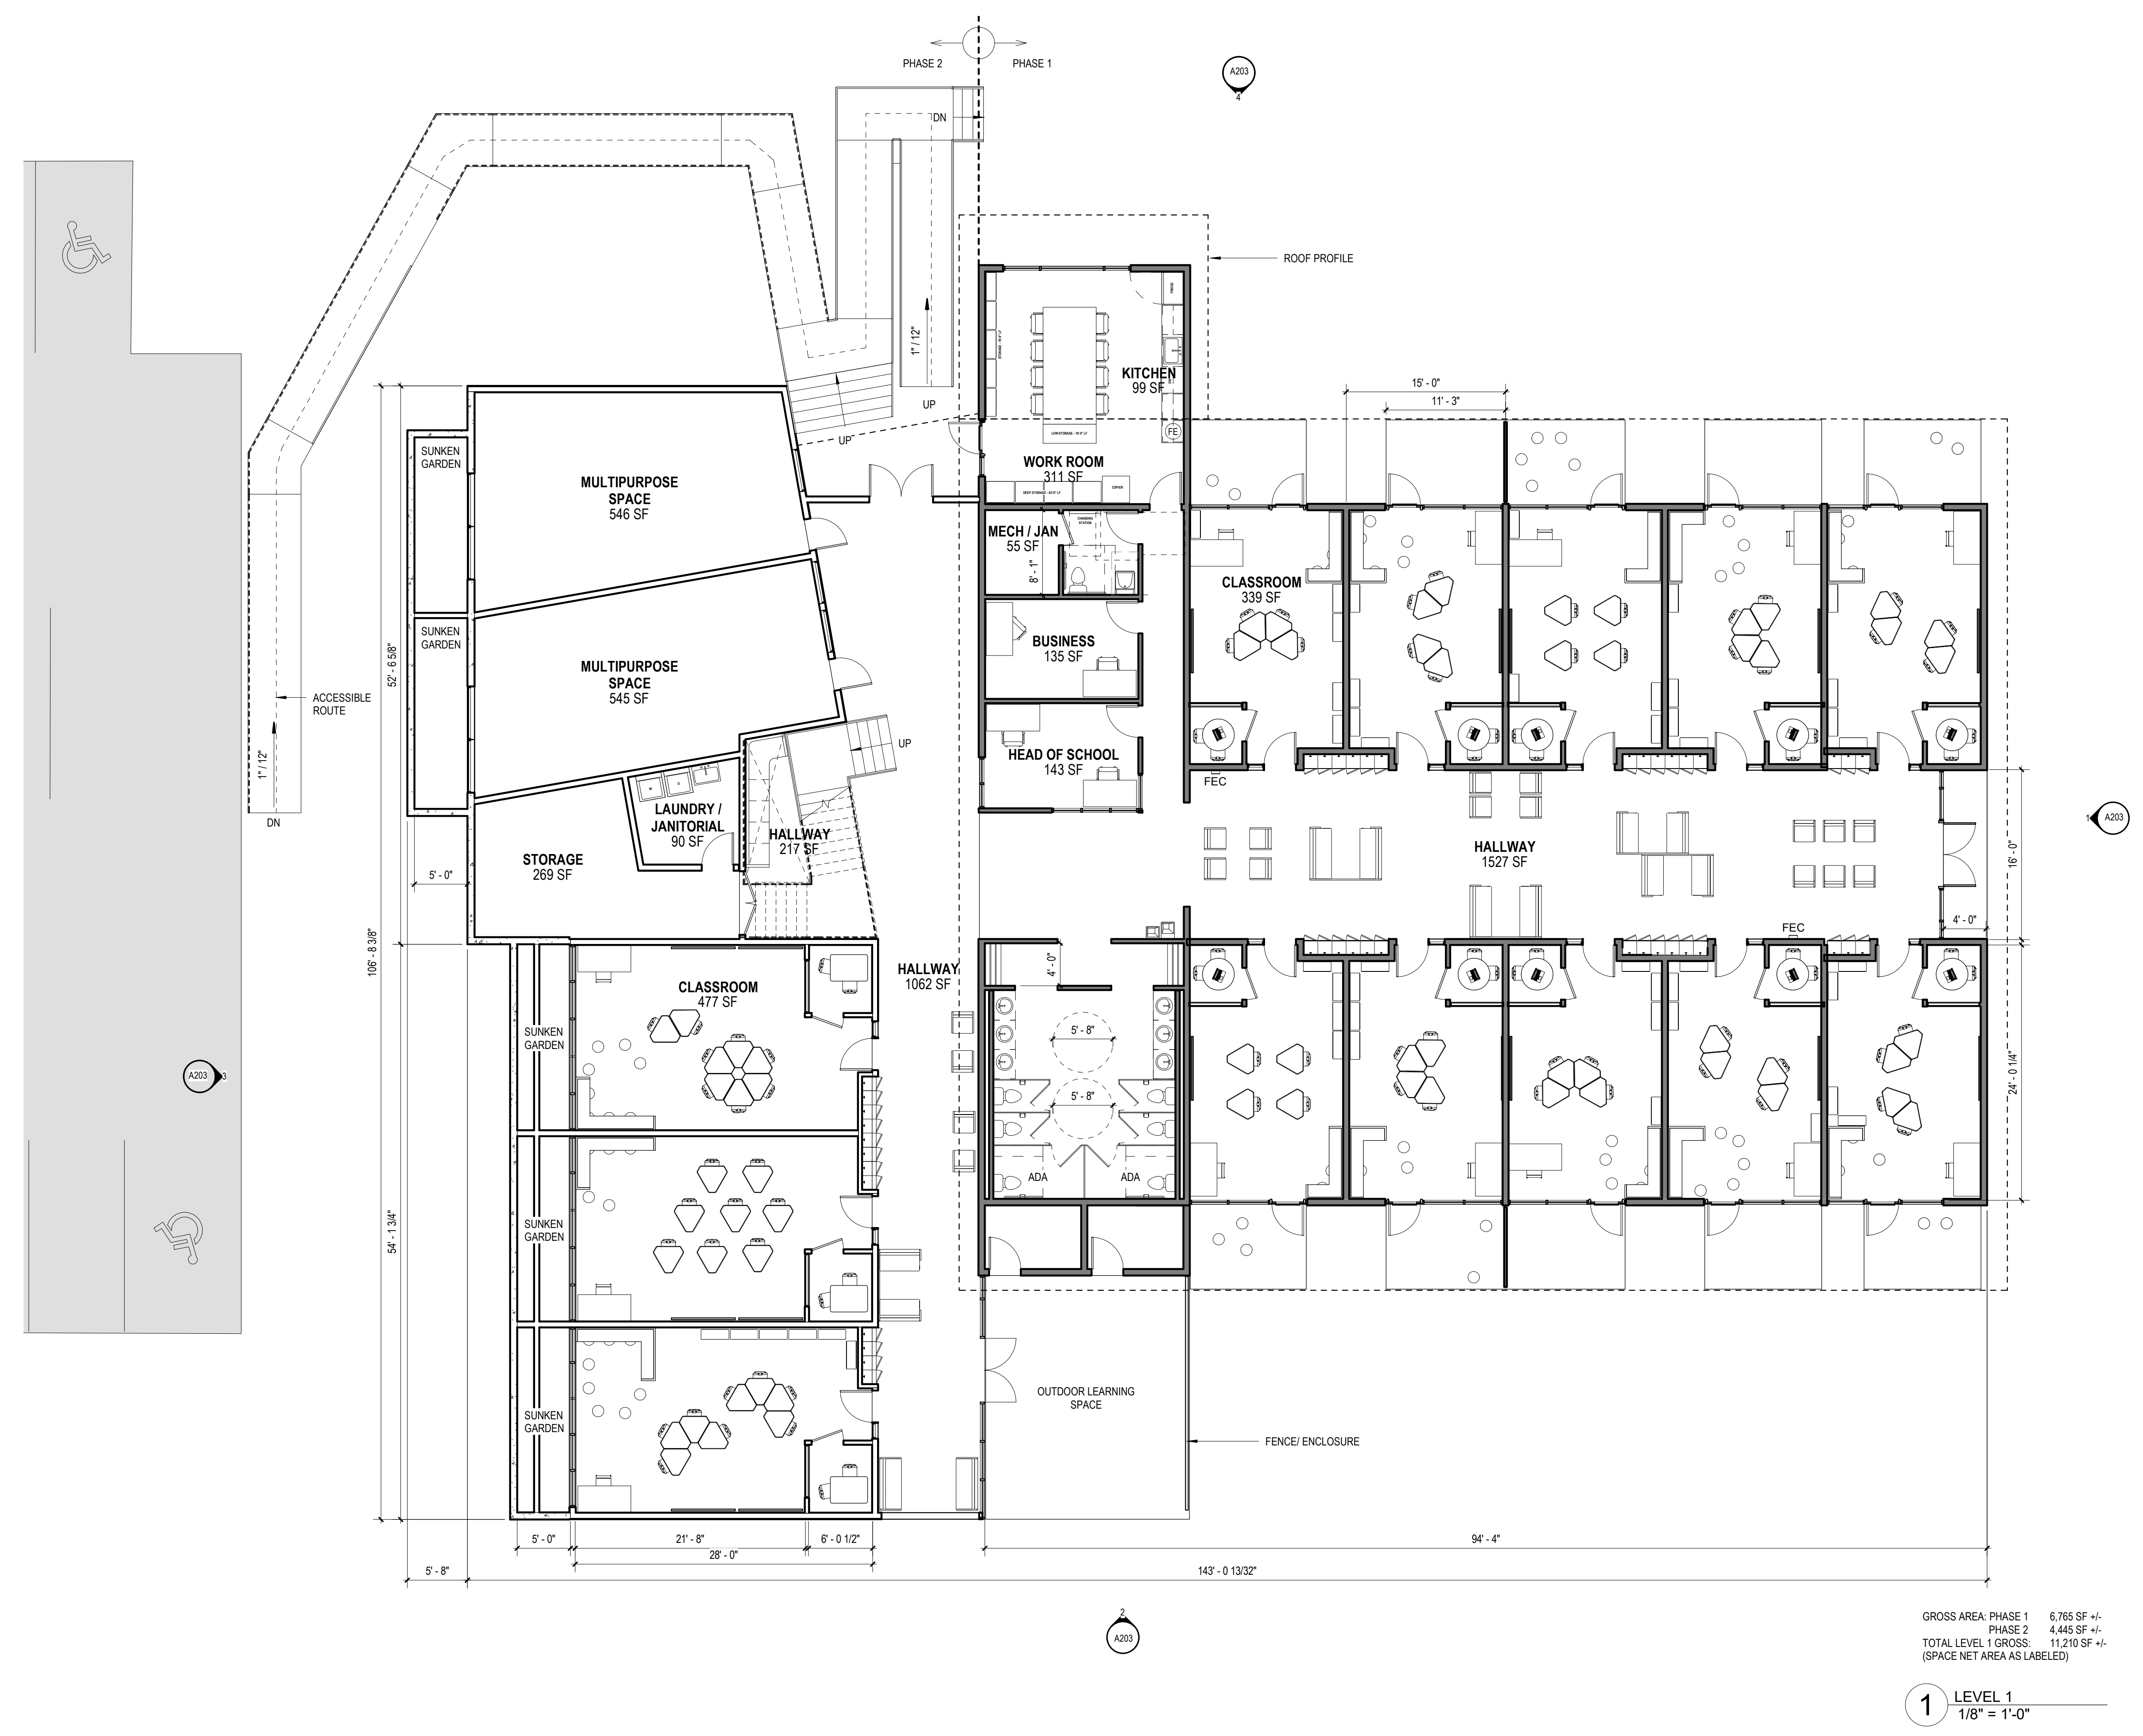 PHASE 2
PHASE 1
A203
4
DN
ROOF PROFILE
1" / 12"
FRIDGE
KITCHEN
99 SF
15' - 0"
11' - 3"
UP
UP
FE
SUNKEN
GARDEN
MULTIPURPOSE
SPACE
546 SF
WORK ROOM
311 SF
COPIER
CHANGING
STATION
MECH / JAN
55 SF
8' - 1"
CLASSROOM
339 SF
SUNKEN
GARDEN
BUSINESS
135 SF
MULTIPURPOSE
SPACE
545 SF
52' - 6 5/8"
ACCESSIBLE
ROUTE
1" / 12"
DN
UP
HEAD OF SCHOOL
143 SF
FEC
LAUNDRY /
JANITORIAL
90 SF
HALLWAY
217 SF
STORAGE
269 SF
5' - 0"
HALLWAY
1527 SF
16' - 0"
1
A203
4' - 0"
FEC
106' - 8 3/8"
HALLWAY
1062 SF
4' - 0"
CLASSROOM
477 SF
SUNKEN
GARDEN
5' - 8"
5' - 8"
24' - 0 1/4"
A203
3
ADA
ADA
SUNKEN
GARDEN
54' - 1 3/4"
OUTDOOR LEARNING
SPACE
SUNKEN
GARDEN
FENCE/ ENCLOSURE
5' - 0"
21' - 8"
6' - 0 1/2"
28' - 0"
94' - 4"
5' - 8"
143' - 0 13/32"
2
A203
GROSS AREA: PHASE 1 6,765 SF +/-
PHASE 2 4,445 SF +/-
TOTAL LEVEL 1 GROSS: 11,210 SF +/-
(SPACE NET AREA AS LABELED)
1
LEVEL 1
1/8" = 1'-0"